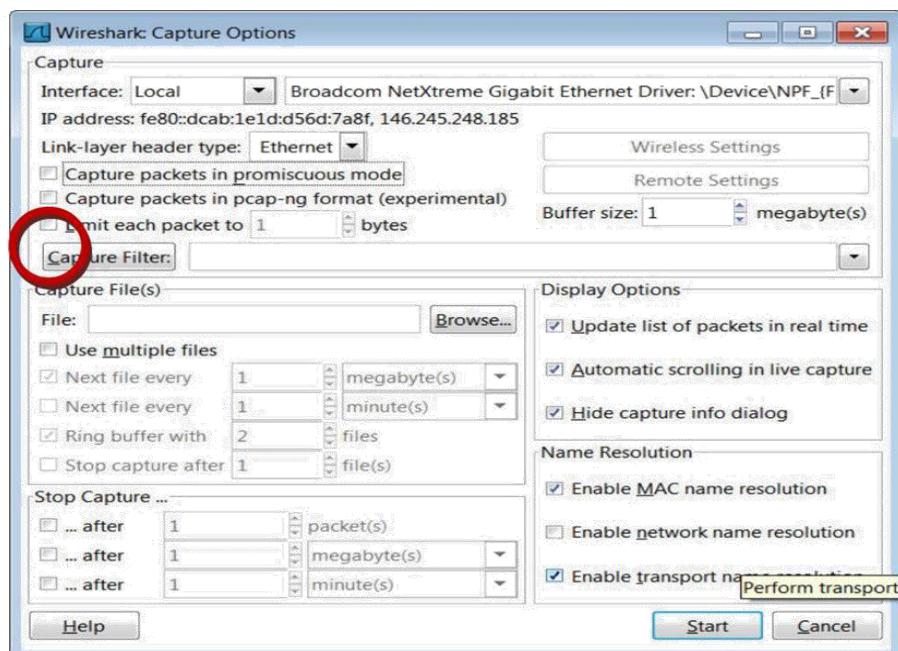 Wireshark: Capture Options
Capture
Interface: Local Broadcom NetXtreme Gigabit Ethernet Driver: \Device\NPF_{F
IP address: fe80::dcab:1e1d:d56d:7a8f, 146.245.248.185
Link-layer header type: Ethernet Wireless Settings
Capture packets in promiscuous mode Remote Settings
Capture packets in pcap-ng format (experimental)
Limit each packet to 1 bytes Buffer size: 1 megabyte(s)
Capture Filter:
Capture File(s)
File: Browse...
Use multiple files
Next file every 1 megabyte(s)
Next file every 1 minute(s)
Ring buffer with 2 files
Stop capture after 1 file(s)
Stop Capture ...
... after 1 packet(s)
... after 1 megabyte(s)
... after 1 minute(s)
Display Options
Update list of packets in real time
Automatic scrolling in live capture
Hide capture info dialog
Name Resolution
Enable MAC name resolution
Enable network name resolution
Enable transport name resolution
Perform transport
Help Start Cancel